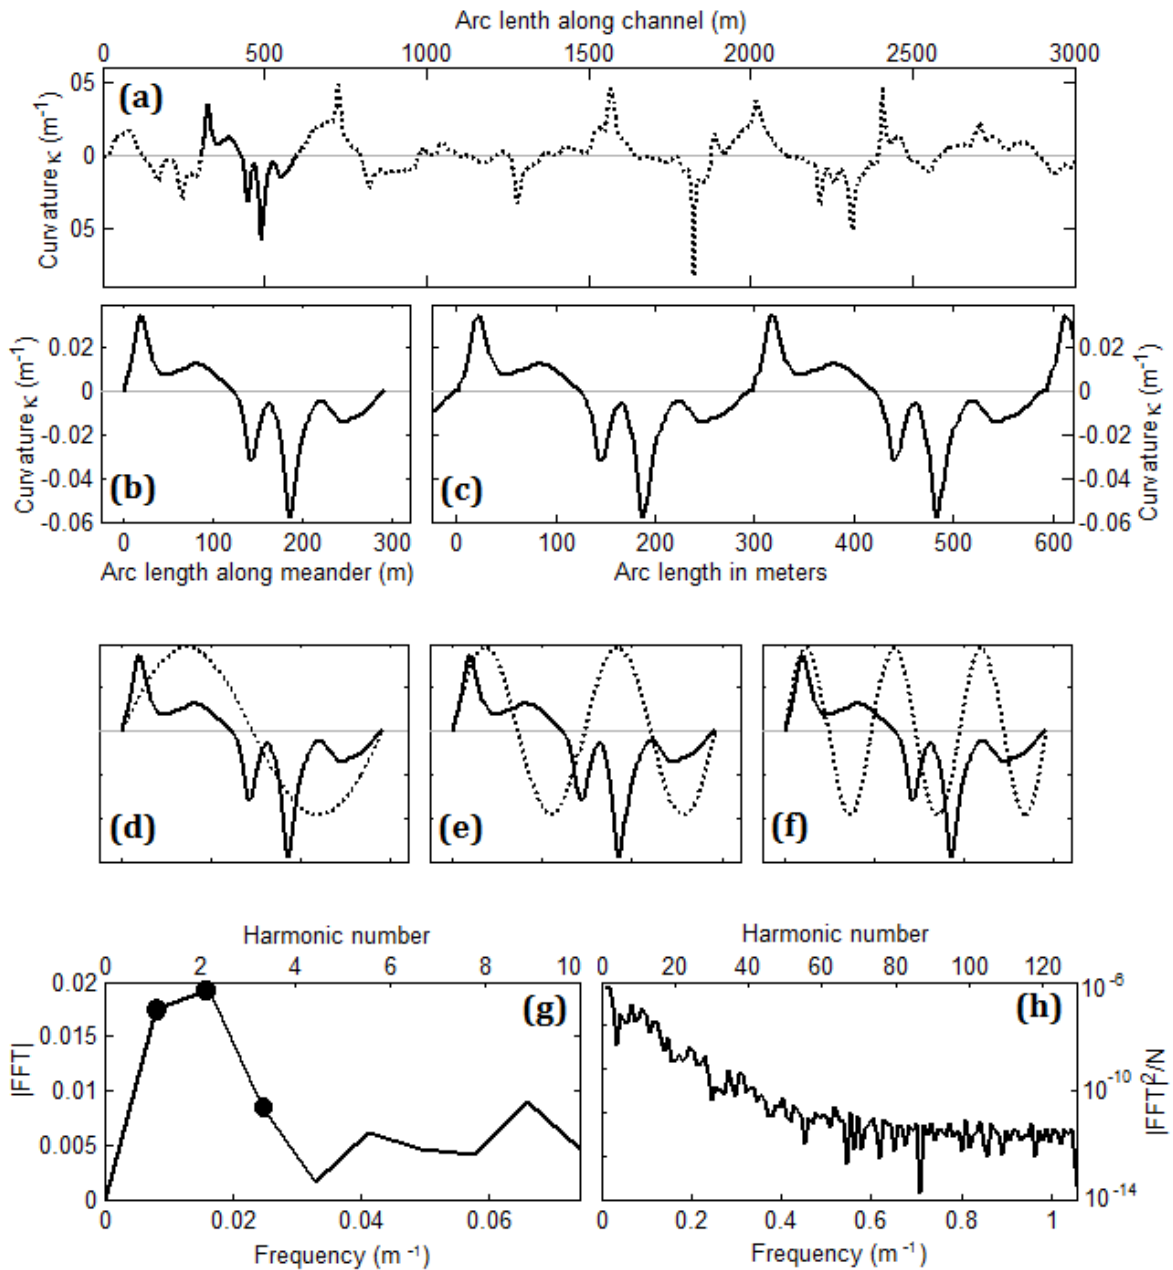 Arc lenth along channel (m)
0 500 1000 1500 2000 2500 3000
(a)
05
0
05
Curvature κ (m-1)
Curvature κ (m-1)
0.02
0
-0.02
-0.04
-0.06
(b)
(c)
0.02
0
-0.02
-0.04
-0.06
Curvature κ (m-1)
0 100 200 300
0 100 200 300 400 500 600
Arc length along meander (m)
Arc length in meters
(d)
(e)
(f)
Harmonic number
Harmonic number
0 2 4 6 8 10
0 20 40 60 80 100 120
0.02
0.015
0.01
0.005
0
|FFT|
(g)
(h)
10-6
10-10
10-14
|FFT|2/N
0 0.02 0.04 0.06
0 0.2 0.4 0.6 0.8 1
Frequency (m -1)
Frequency (m-1)